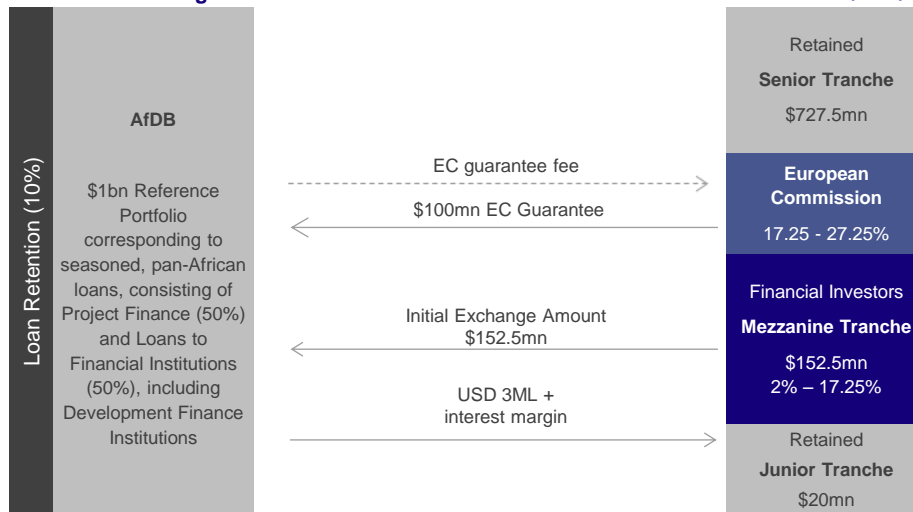 Loan Retention (10%)
AfDB
$1bn Reference
Portfolio
corresponding to
seasoned, pan-African
loans, consisting of
Project Finance (50%)
and Loans to
Financial Institutions
(50%), including
Development Finance
Institutions
EC guarantee fee
$100mn EC Guarantee
Initial Exchange Amount
$152.5mn
USD 3ML +
interest margin
Retained
Senior Tranche
$727.5mn
European
Commission
17.25 - 27.25%
Financial Investors
Mezzanine Tranche
$152.5mn
2% – 17.25%
Retained
Junior Tranche
$20mn